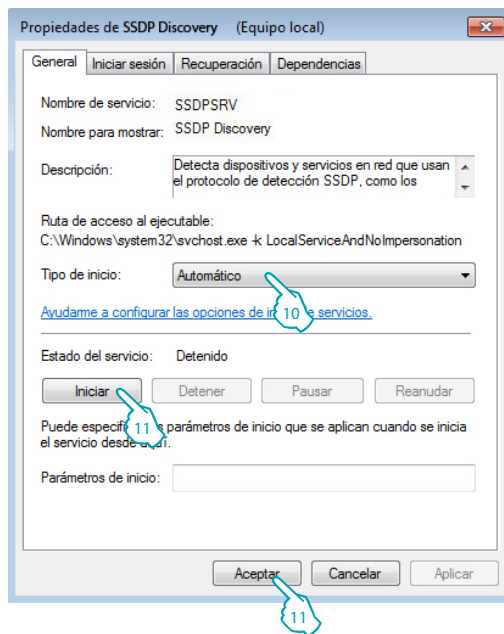 Propiedades de SSDP Discovery (Equipo local)
General Iniciar sesión Recuperación Dependencias
Nombre de servicio: SSDPSRV
Nombre para mostrar: SSDP Discovery
Descripción: Detecta dispositivos y servicios en red que usan
el protocolo de detección SSDP, como los
Ruta de acceso al ejecutable:
C:\Windows\system32\svchost.exe -k LocalServiceAndNoImpersonation
Tipo de inicio: Automático
10
Ayudarme a configurar las opciones de servicios.
Estado del servicio: Detenido
Iniciar Detener Pausar Reanudar
11
Puede parámetros de inicio que se aplican cuando se inicia
el servicio desde
Parámetros de inicio:
Aceptar Cancelar Aplicar
11